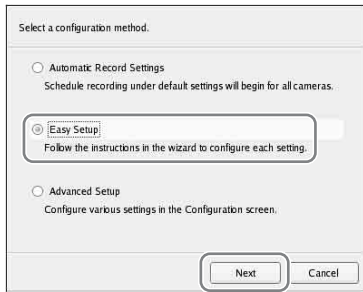 Select a configuration method.
Automatic Record Settings
Schedule recording under default settings will begin for all cameras.
Easy Setup
Follow the instructions in the wizard to configure each setting.
Advanced Setup
Configure various settings in the Configuration screen.
Next Cancel